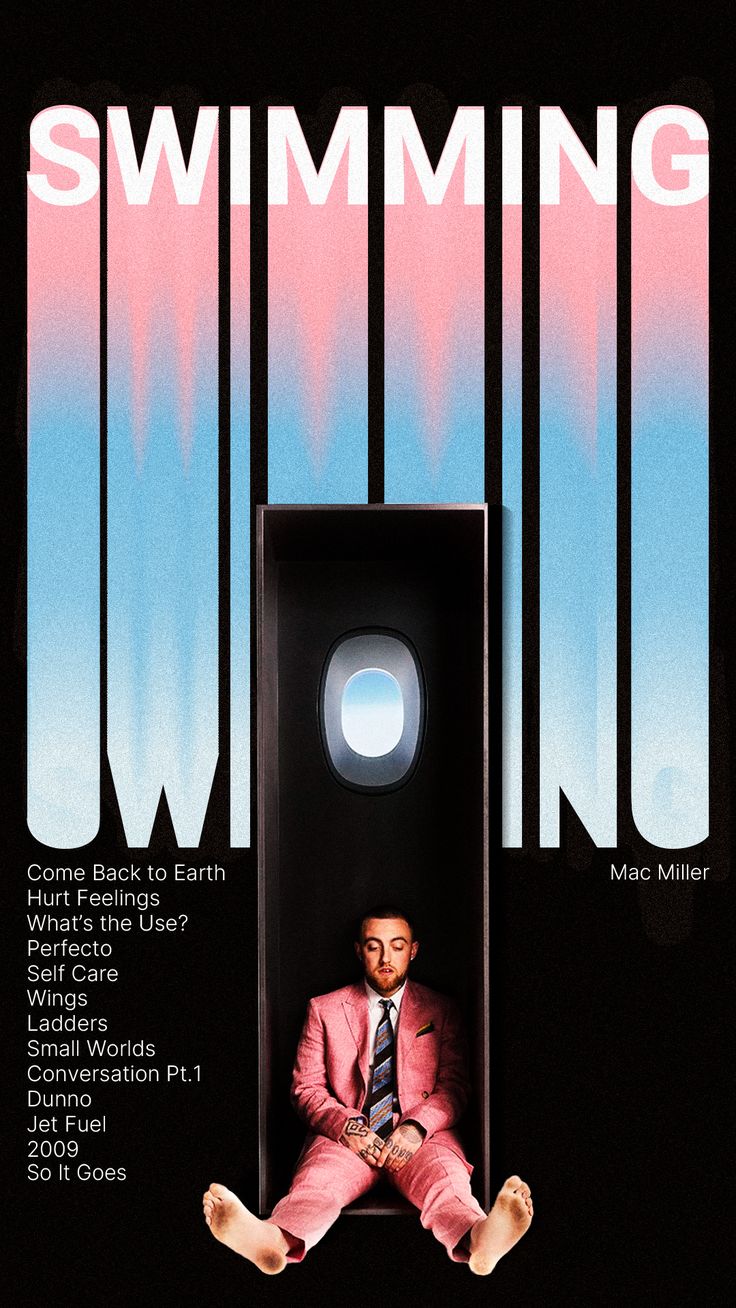 SWIMMING
Come Back to Earth
Hurt Feelings
What's the Use?
Perfecto
Self Care
Wings
Ladders
Small Worlds
Conversation Pt.1
Dunno
Jet Fuel
2009
So It Goes
Mac Miller